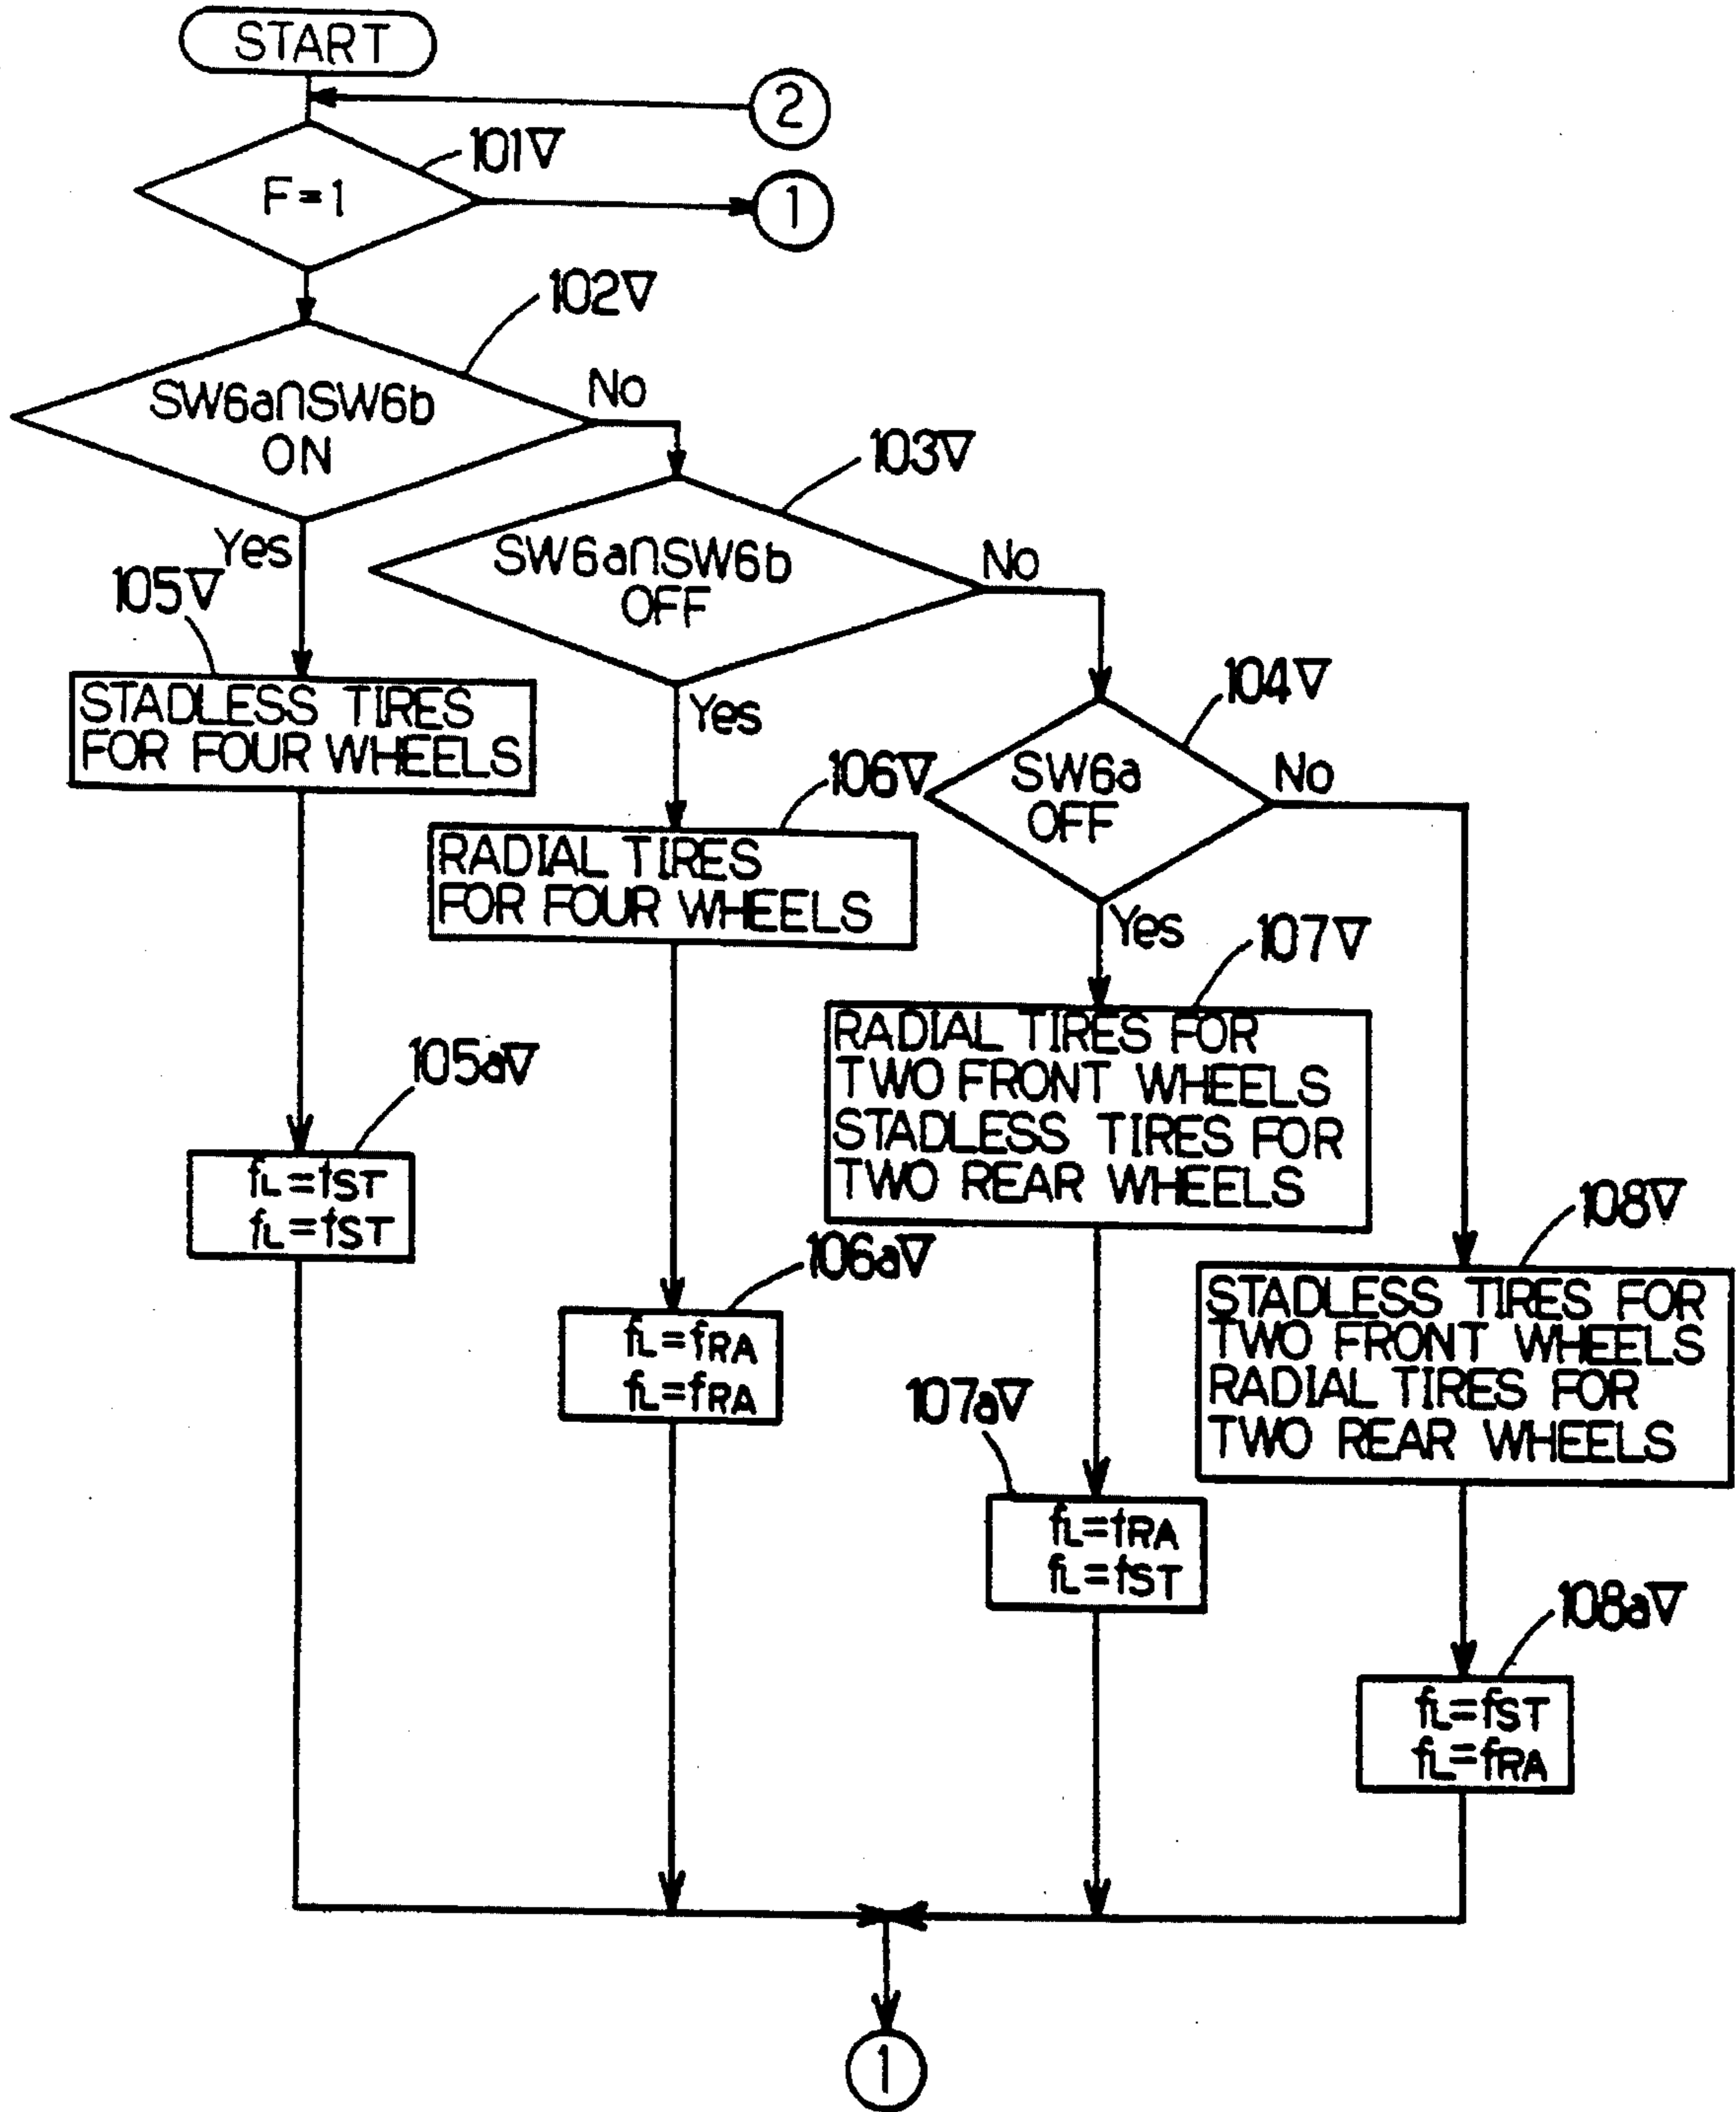 START
2
101▽
F=1
1
102▽
SW6a∩SW6b
ON
No
103▽
Yes
SW6a∩SW6b
OFF
No
105▽
STADLESS TIRES
FOR FOUR WHEELS
Yes
104▽
SW6a
OFF
No
106▽
RADIAL TIRES
FOR FOUR WHEELS
Yes
107▽
RADIAL TIRES FOR
TWO FRONT WHEELS
STADLESS TIRES FOR
TWO REAR WHEELS
105a▽
fL=fST
fL=fST
108▽
STADLESS TIRES FOR
TWO FRONT WHEELS
RADIAL TIRES FOR
TWO REAR WHEELS
106a▽
fL=fRA
fL=fRA
107a▽
fL=fRA
fL=fST
108a▽
fL=fST
fL=fRA
1